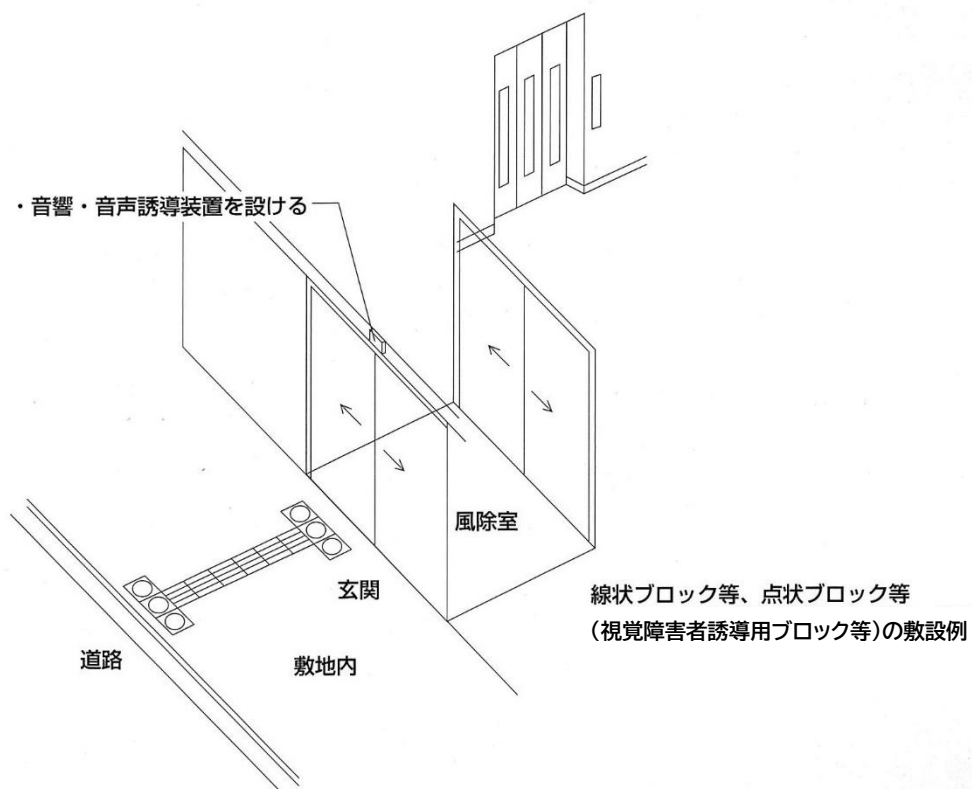 ・音響・音声誘導装置を設ける
風除室
玄関
線状ブロック等、点状ブロック等
（視覚障害者誘導用ブロック等）の敷設例
道路
敷地内